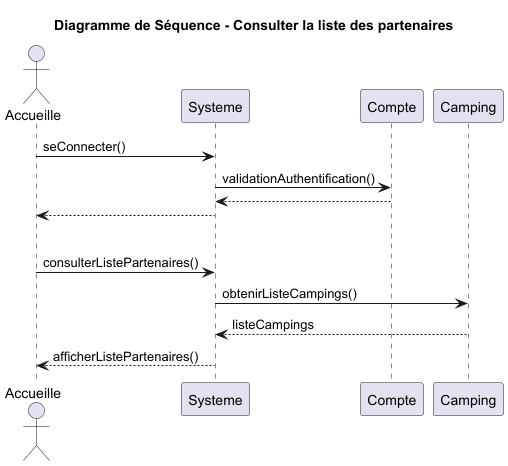 Diagramme de Séquence - Consulter la liste des partenaires
Accueille
Systeme
Compte
Camping
seConnecter()
validationAuthentification()
consulterListePartenaires()
obtenirListeCampings()
listeCampings
afficherListePartenaires()
Accueille
Systeme
Compte
Camping